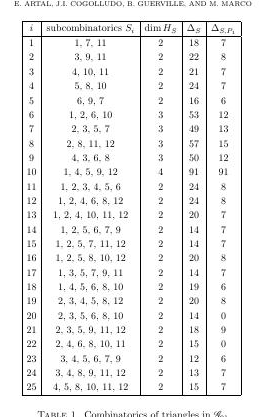 E. ARTAL, J.I. COGOLLUDO, B. GUERVILLE, AND M. MARCO
i subcombinatorics Sᵢ dim H_S Δ_S Δ_{S,P₁}
1 1, 7, 11 2 18 7
2 3, 9, 11 2 22 8
3 4, 10, 11 2 21 7
4 5, 8, 10 2 24 7
5 6, 9, 7 2 16 6
6 1, 2, 6, 10 3 53 12
7 2, 3, 5, 7 3 49 13
8 2, 8, 11, 12 3 57 15
9 4, 3, 6, 8 3 50 12
10 1, 4, 5, 9, 12 4 91 91
11 1, 2, 3, 4, 5, 6 2 24 8
12 1, 2, 4, 6, 8, 12 2 24 8
13 1, 2, 4, 10, 11, 12 2 20 7
14 1, 2, 5, 6, 7, 9 2 14 7
15 1, 2, 5, 7, 11, 12 2 14 7
16 1, 2, 5, 8, 10, 12 2 20 8
17 1, 3, 5, 7, 9, 11 2 14 7
18 1, 4, 5, 6, 8, 10 2 19 6
19 2, 3, 4, 5, 8, 12 2 20 8
20 2, 3, 5, 6, 8, 10 2 14 0
21 2, 3, 5, 9, 11, 12 2 18 9
22 2, 4, 6, 8, 10, 11 2 15 0
23 3, 4, 5, 6, 7, 9 2 12 6
24 3, 4, 8, 9, 11, 12 2 13 7
25 4, 5, 8, 10, 11, 12 2 15 7
TABLE 1. Combinatorics of triangles in